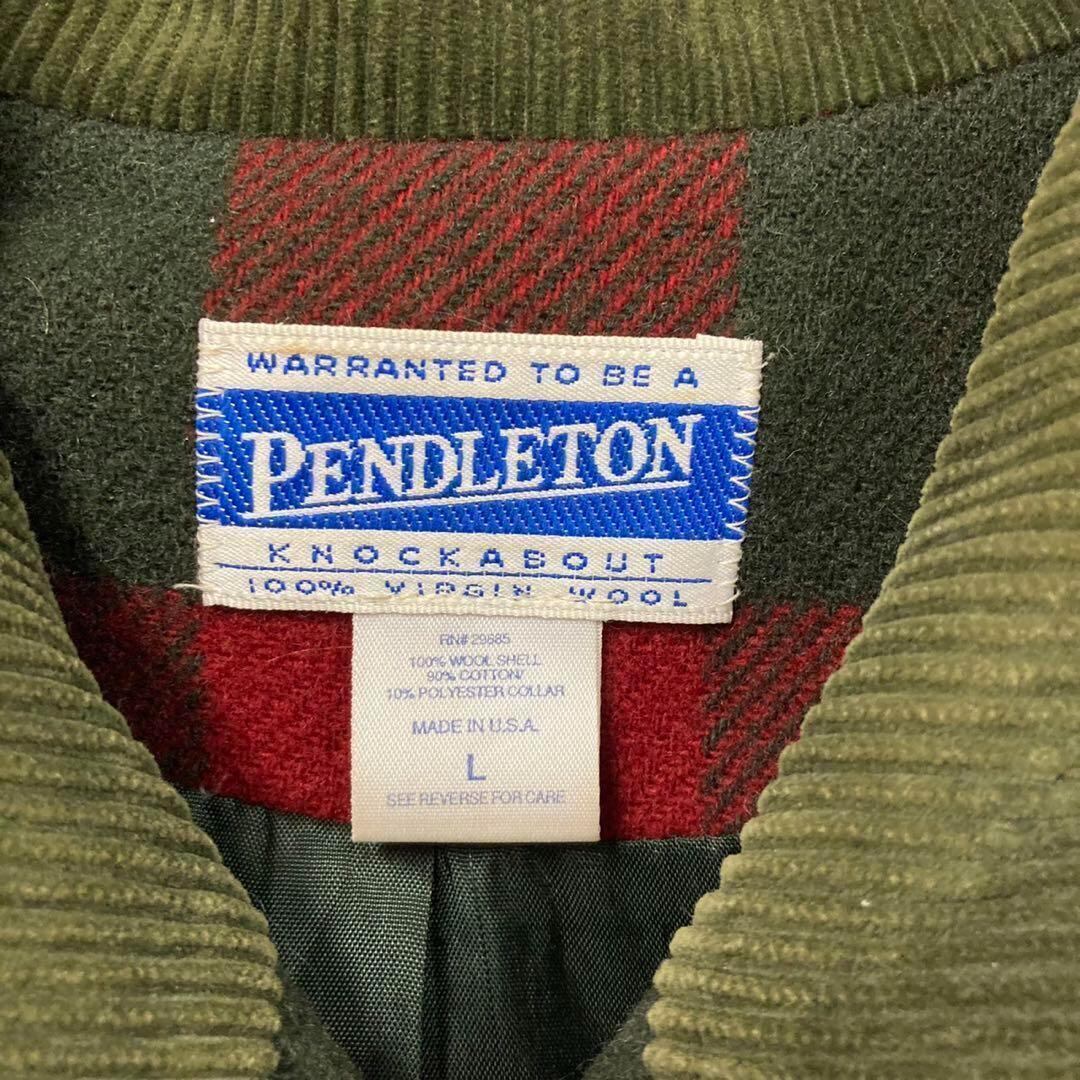 WARRANTED TO BE A
PENDLETON
KNOCKABOUT
100% VIRGIN WOOL
RN# 29685
100% WOOL SHELL
90% COTTON/
10% POLYESTER COLLAR
MADE IN U.S.A.
L
SEE REVERSE FOR CARE